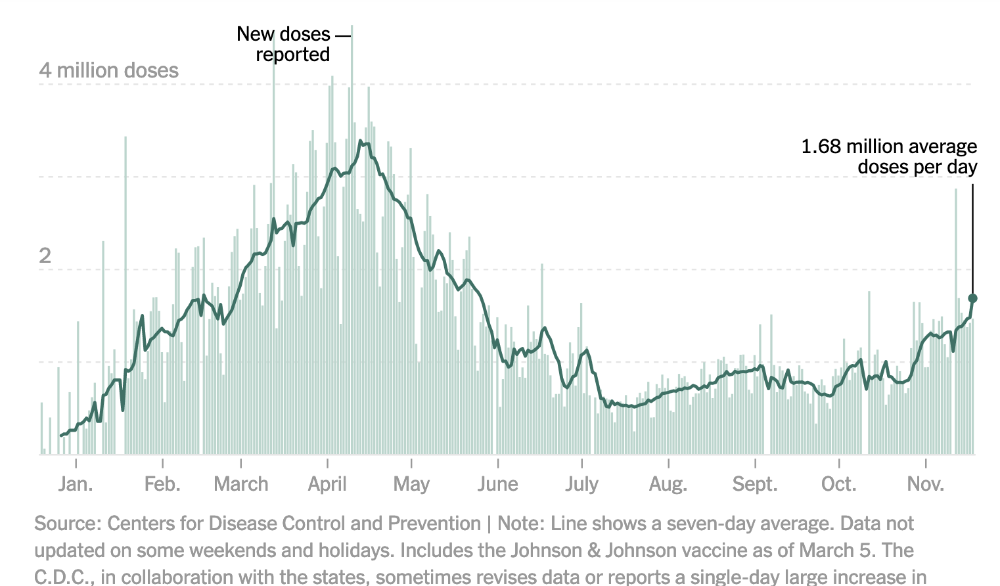 New doses
reported
4 million doses
1.68 million average
doses per day
2
Jan. Feb. March April May June July Aug. Sept. Oct. Nov.
Source: Centers for Disease Control and Prevention | Note: Line shows a seven-day average. Data not
updated on some weekends and holidays. Includes the Johnson & Johnson vaccine as of March 5. The
C.D.C., in collaboration with the states, sometimes revises data or reports a single-day large increase in